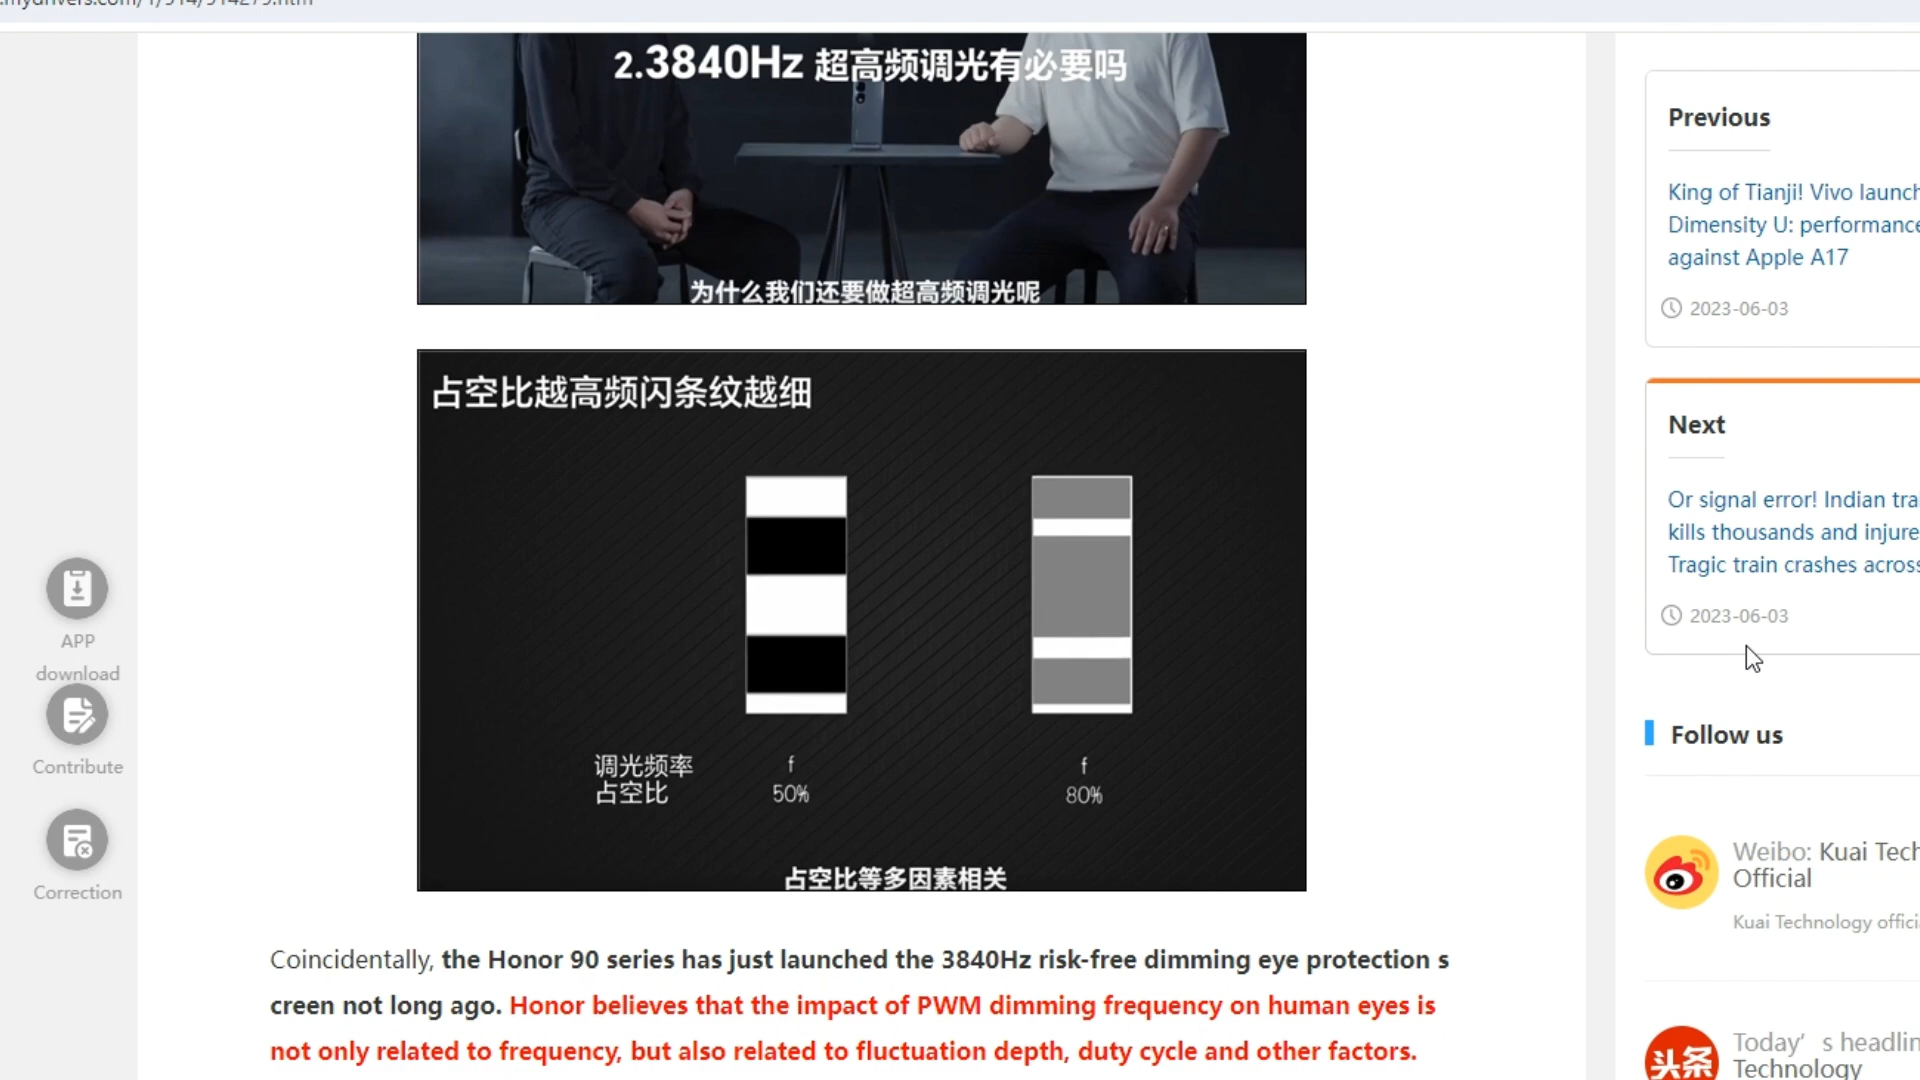 .mydrivers.com/1/914/914279.htm
2.3840Hz 超高频调光有必要吗
为什么我们还要做超高频调光呢
占空比越高频闪条纹越细
调光频率 f f
占空比 50% 80%
占空比等多因素相关
Coincidentally, the Honor 90 series has just launched the 3840Hz risk-free dimming eye protection s
creen not long ago. Honor believes that the impact of PWM dimming frequency on human eyes is
not only related to frequency, but also related to fluctuation depth, duty cycle and other factors.
APP
download
Contribute
Correction
Previous
King of Tianji! Vivo launch
Dimensity U: performance
against Apple A17
2023-06-03
Next
Or signal error! Indian tra
kills thousands and injure
Tragic train crashes across
2023-06-03
Follow us
Weibo: Kuai Tech
Official
Kuai Technology offici
头条
Today’s headlin
Technology